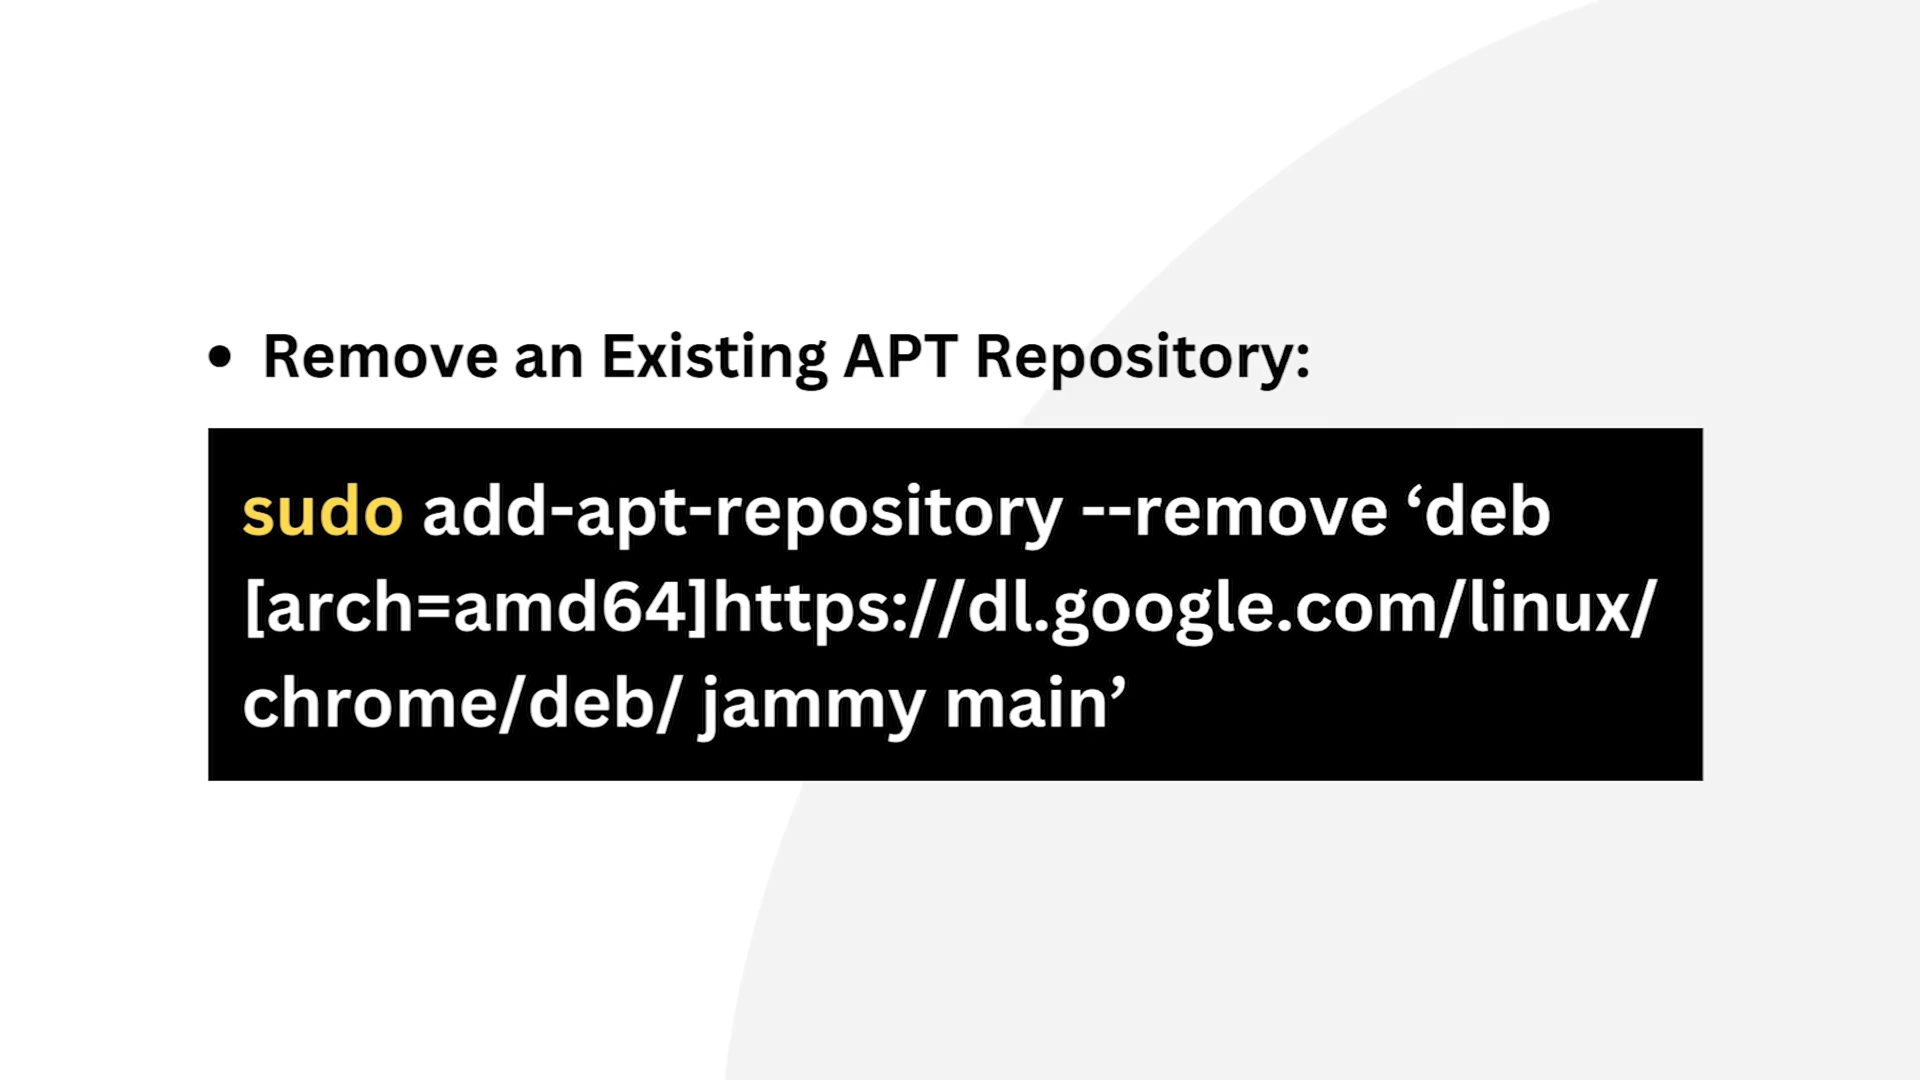 • Remove an Existing APT Repository:
sudo add-apt-repository --remove ‘deb
[arch=amd64]https://dl.google.com/linux/
chrome/deb/ jammy main’